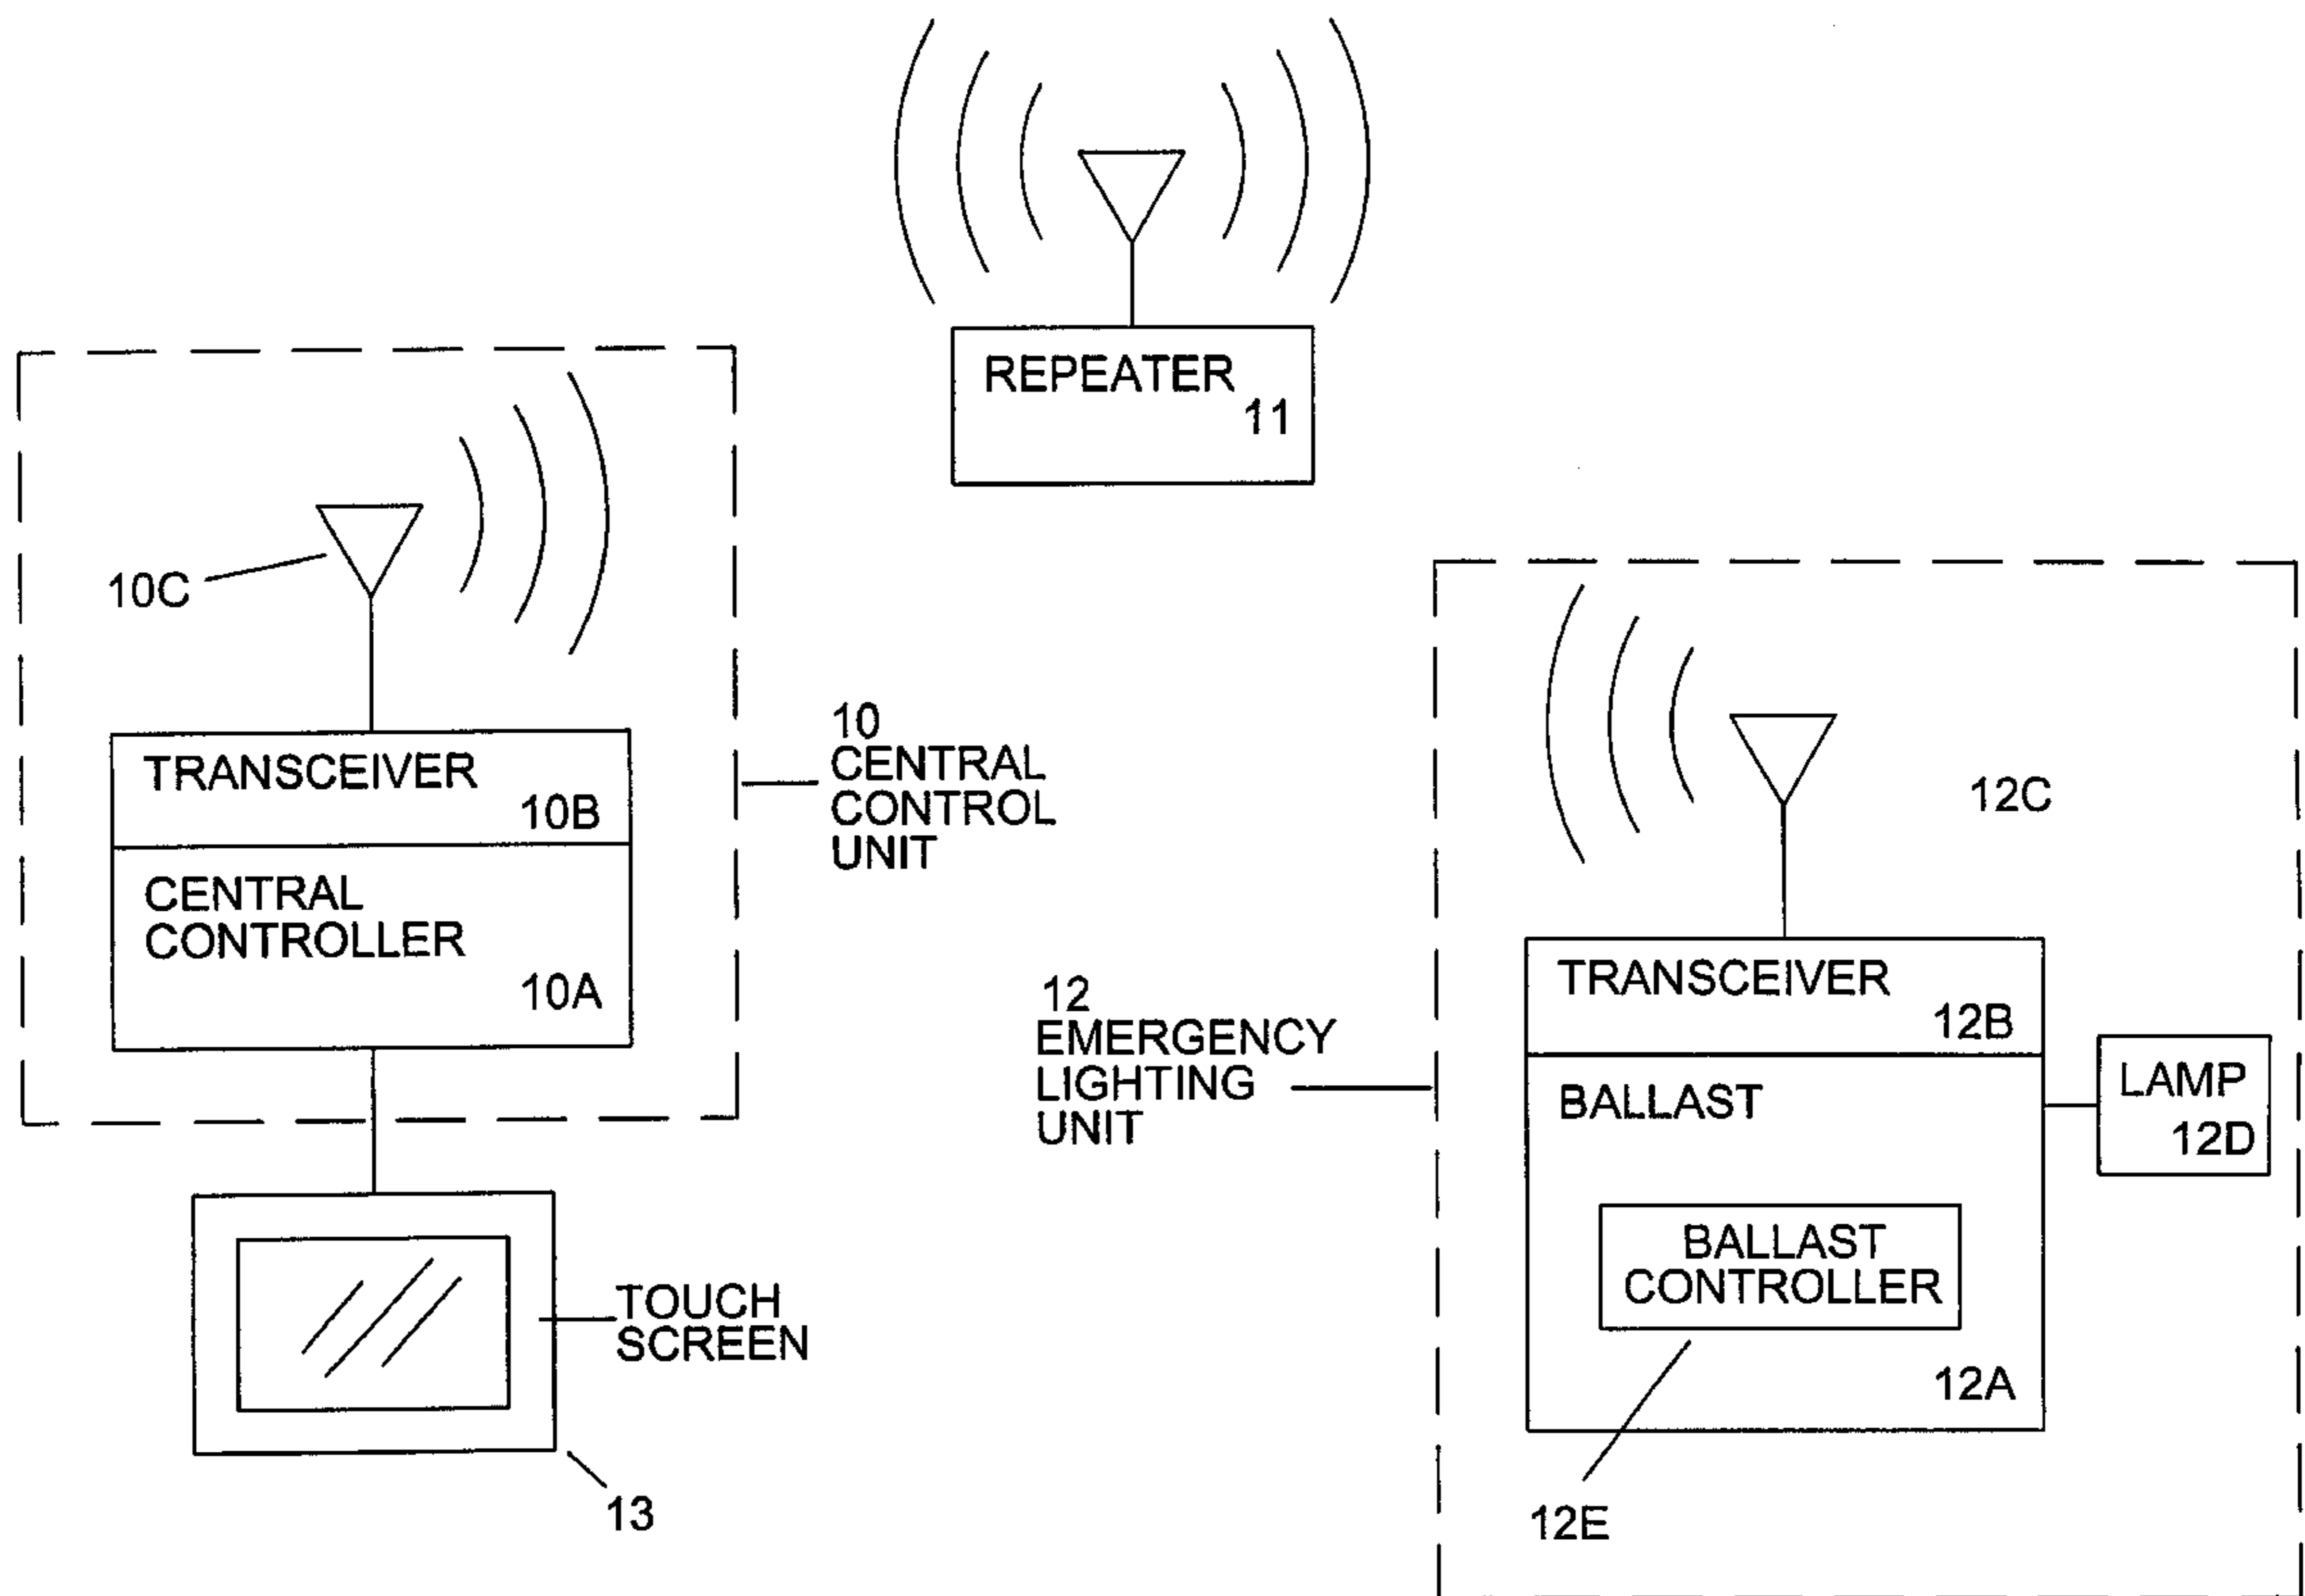 REPEATER
11
10C
TRANSCEIVER
10B
CENTRAL
CONTROLLER
10A
10
CENTRAL
CONTROL
UNIT
TOUCH
SCREEN
13
12
EMERGENCY
LIGHTING
UNIT
12C
TRANSCEIVER
12B
BALLAST
LAMP
12D
BALLAST
CONTROLLER
12A
12E